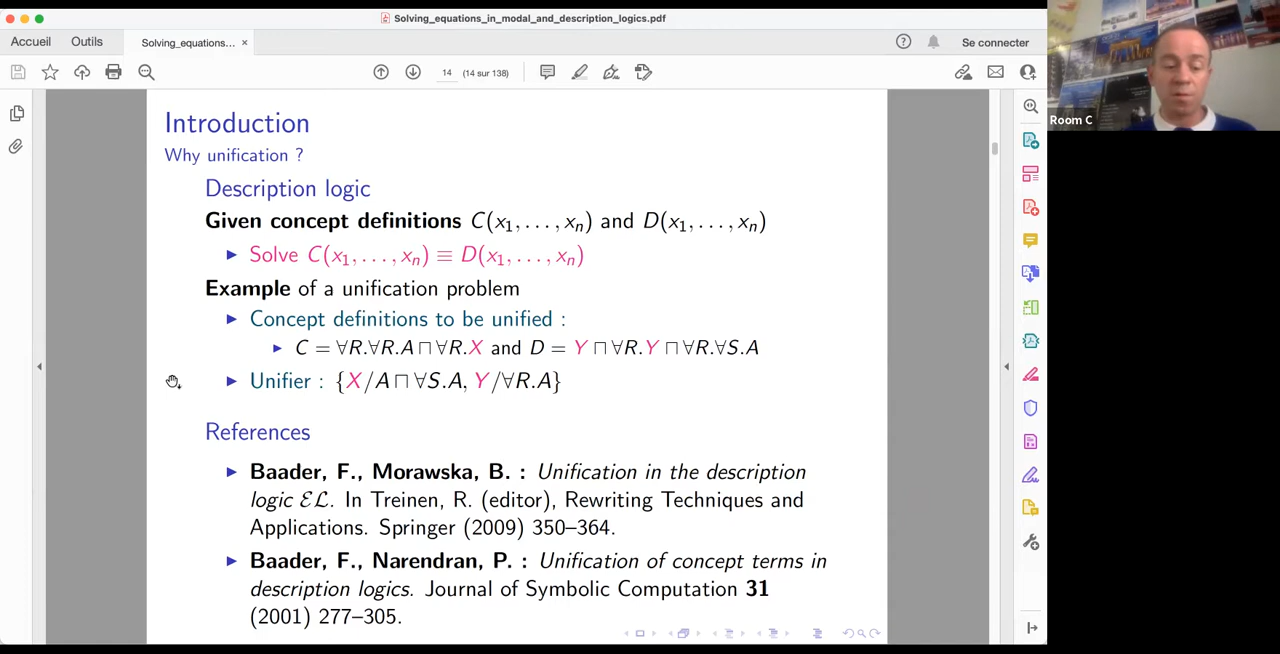 Solving_equations_in_modal_and_description_logics.pdf
Accueil Outils Solving_equations... × Se connecter
14 (14 sur 138)
Room C
Introduction
Why unification ?
Description logic
Given concept definitions C(x₁, . . . , xₙ) and D(x₁, . . . , xₙ)
▶ Solve C(x₁, . . . , xₙ) ≡ D(x₁, . . . , xₙ)
Example of a unification problem
▶ Concept definitions to be unified :
▶ C = ∀R.∀R.A ⊓ ∀R.X and D = Y ⊓ ∀R.Y ⊓ ∀R.∀S.A
▶ Unifier : {X/A ⊓ ∀S.A, Y/∀R.A}
References
▶ Baader, F., Morawska, B. : Unification in the description
logic ℰℒ. In Treinen, R. (editor), Rewriting Techniques and
Applications. Springer (2009) 350–364.
▶ Baader, F., Narendran, P. : Unification of concept terms in
description logics. Journal of Symbolic Computation 31
(2001) 277–305.